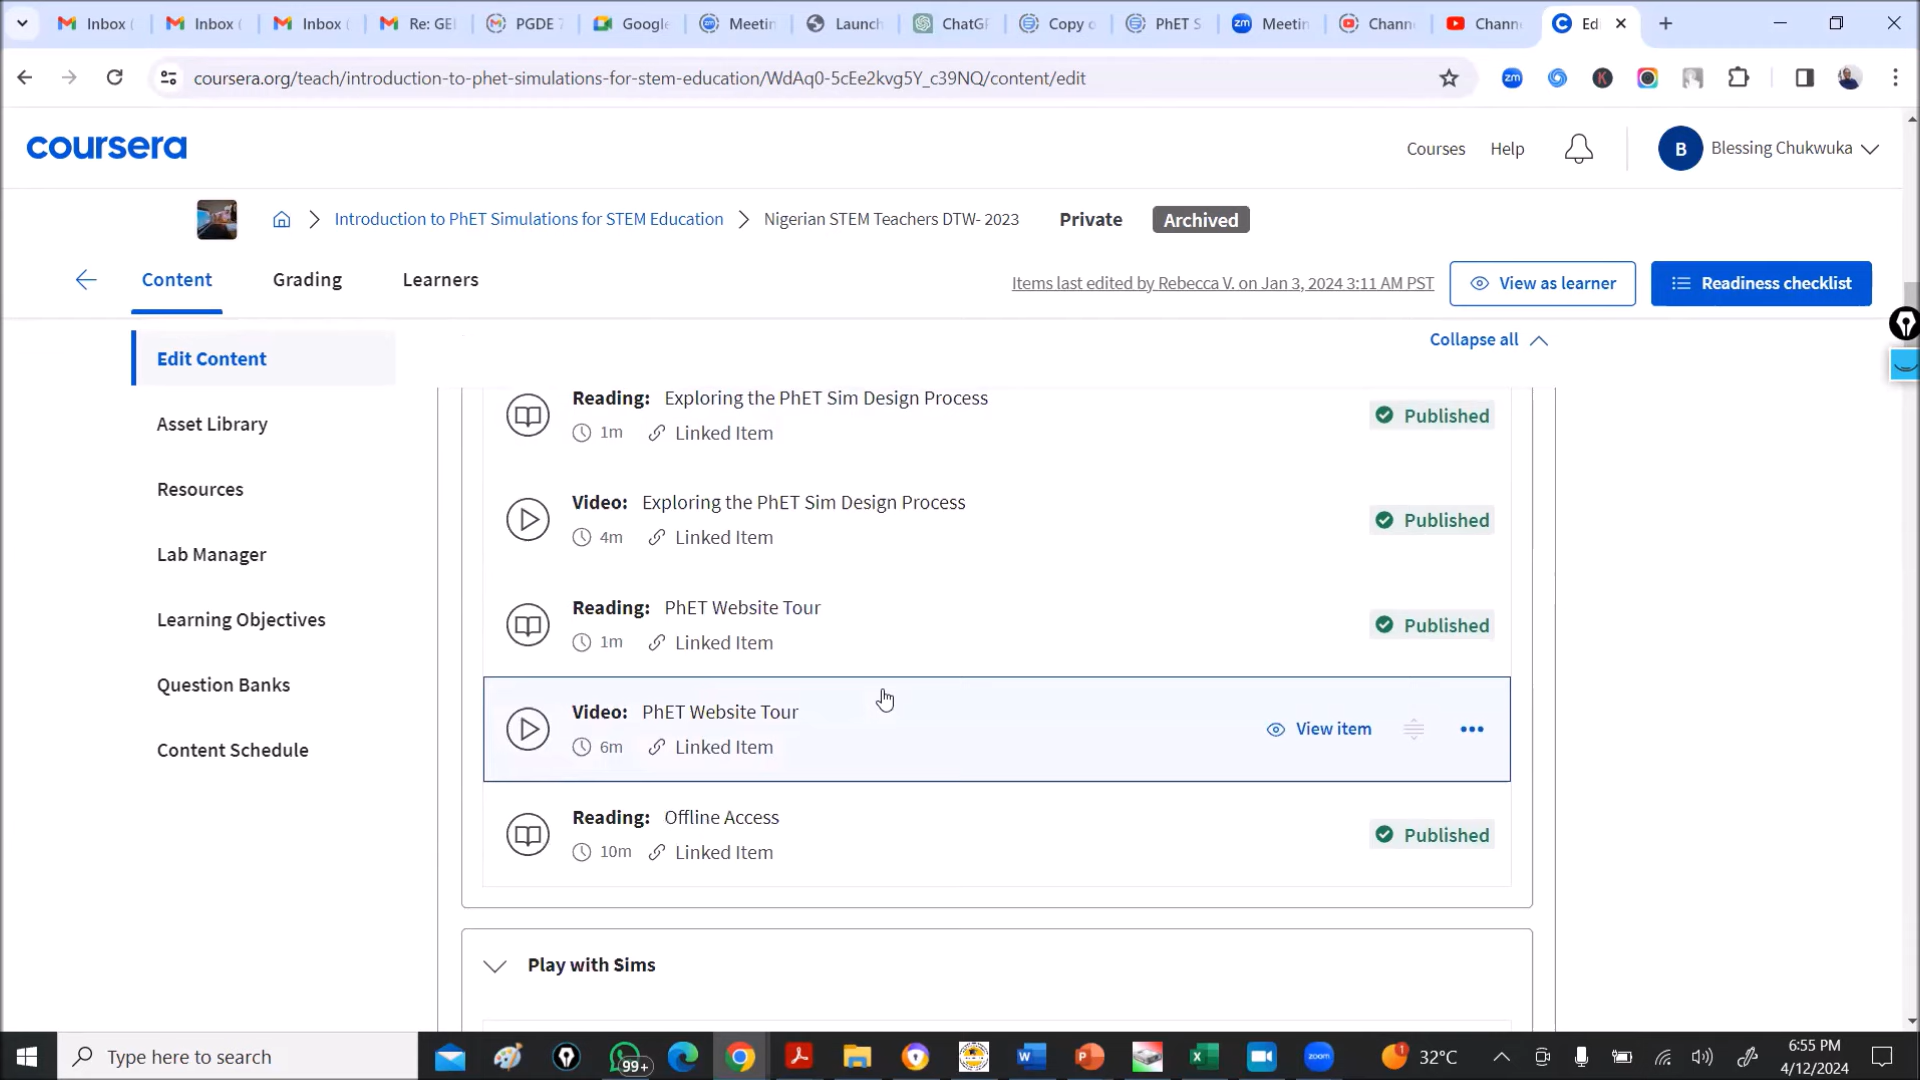 Inbox (
Inbox (
Inbox (
Re: GE
PGDE
Google
Meetin
Launch
ChatGP
Copy o
PhET S
zm Meetin
Chann
Chann
Ed
coursera.org/teach/introduction-to-phet-simulations-for-stem-education/WdAq0-5cEe2kvg5Y_c39NQ/content/edit
zm
K
coursera
Courses Help B Blessing Chukwuka
Introduction to PhET Simulations for STEM Education > Nigerian STEM Teachers DTW- 2023 Private Archived
Content Grading Learners Items last edited by Rebecca V. on Jan 3, 2024 3:11 AM PST View as learner Readiness checklist
Collapse all
Edit Content
Asset Library
Resources
Lab Manager
Learning Objectives
Question Banks
Content Schedule
Reading: Exploring the PhET Sim Design Process Published
1m Linked Item
Video: Exploring the PhET Sim Design Process Published
4m Linked Item
Reading: PhET Website Tour Published
1m Linked Item
Video: PhET Website Tour View item
6m Linked Item
Reading: Offline Access Published
10m Linked Item
Play with Sims
Type here to search
99+
zoom
1
32°C
6:55 PM
4/12/2024